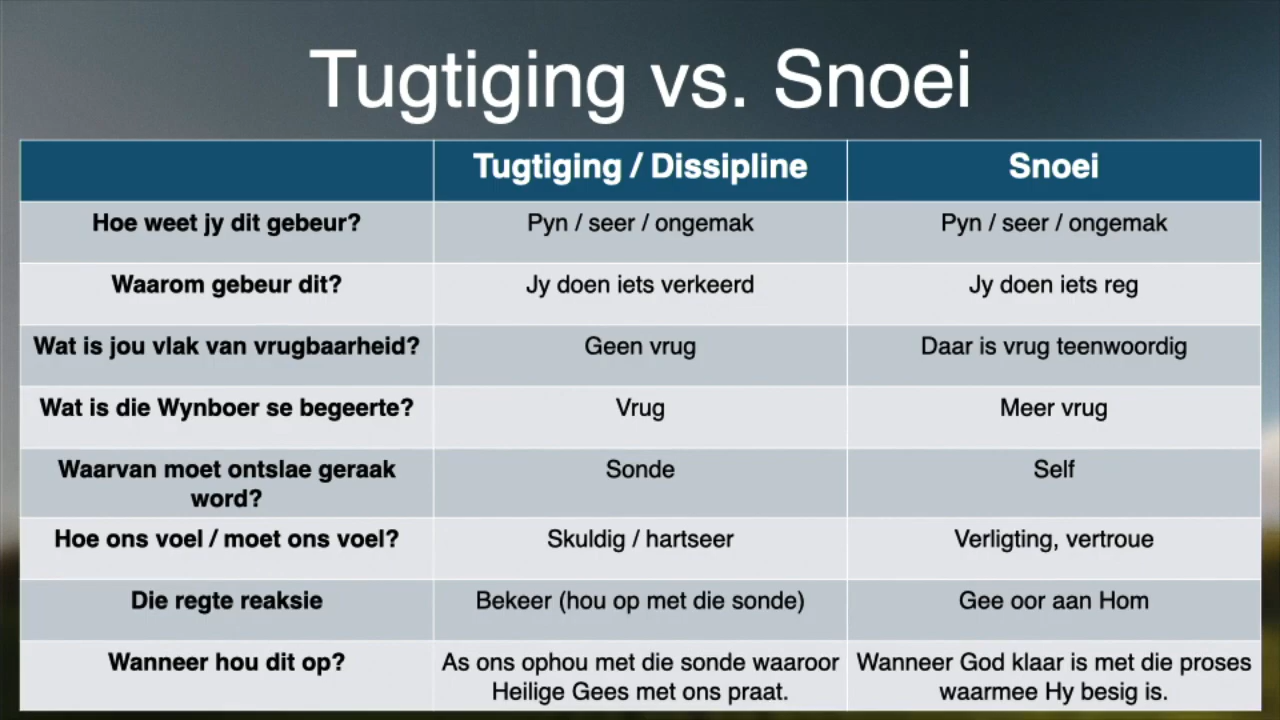 Tugtiging vs. Snoei
Tugtiging / Dissipline
Snoei
Hoe weet jy dit gebeur?
Pyn / seer / ongemak
Pyn / seer / ongemak
Waarom gebeur dit?
Jy doen iets verkeerd
Jy doen iets reg
Wat is jou vlak van vrugbaarheid?
Geen vrug
Daar is vrug teenwoordig
Wat is die Wynboer se begeerte?
Vrug
Meer vrug
Waarvan moet ontslae geraak
word?
Sonde
Self
Hoe ons voel / moet ons voel?
Skuldig / hartseer
Verligting, vertroue
Die regte reaksie
Bekeer (hou op met die sonde)
Gee oor aan Hom
Wanneer hou dit op?
As ons ophou met die sonde waaroor
Heilige Gees met ons praat.
Wanneer God klaar is met die proses
waarmee Hy besig is.